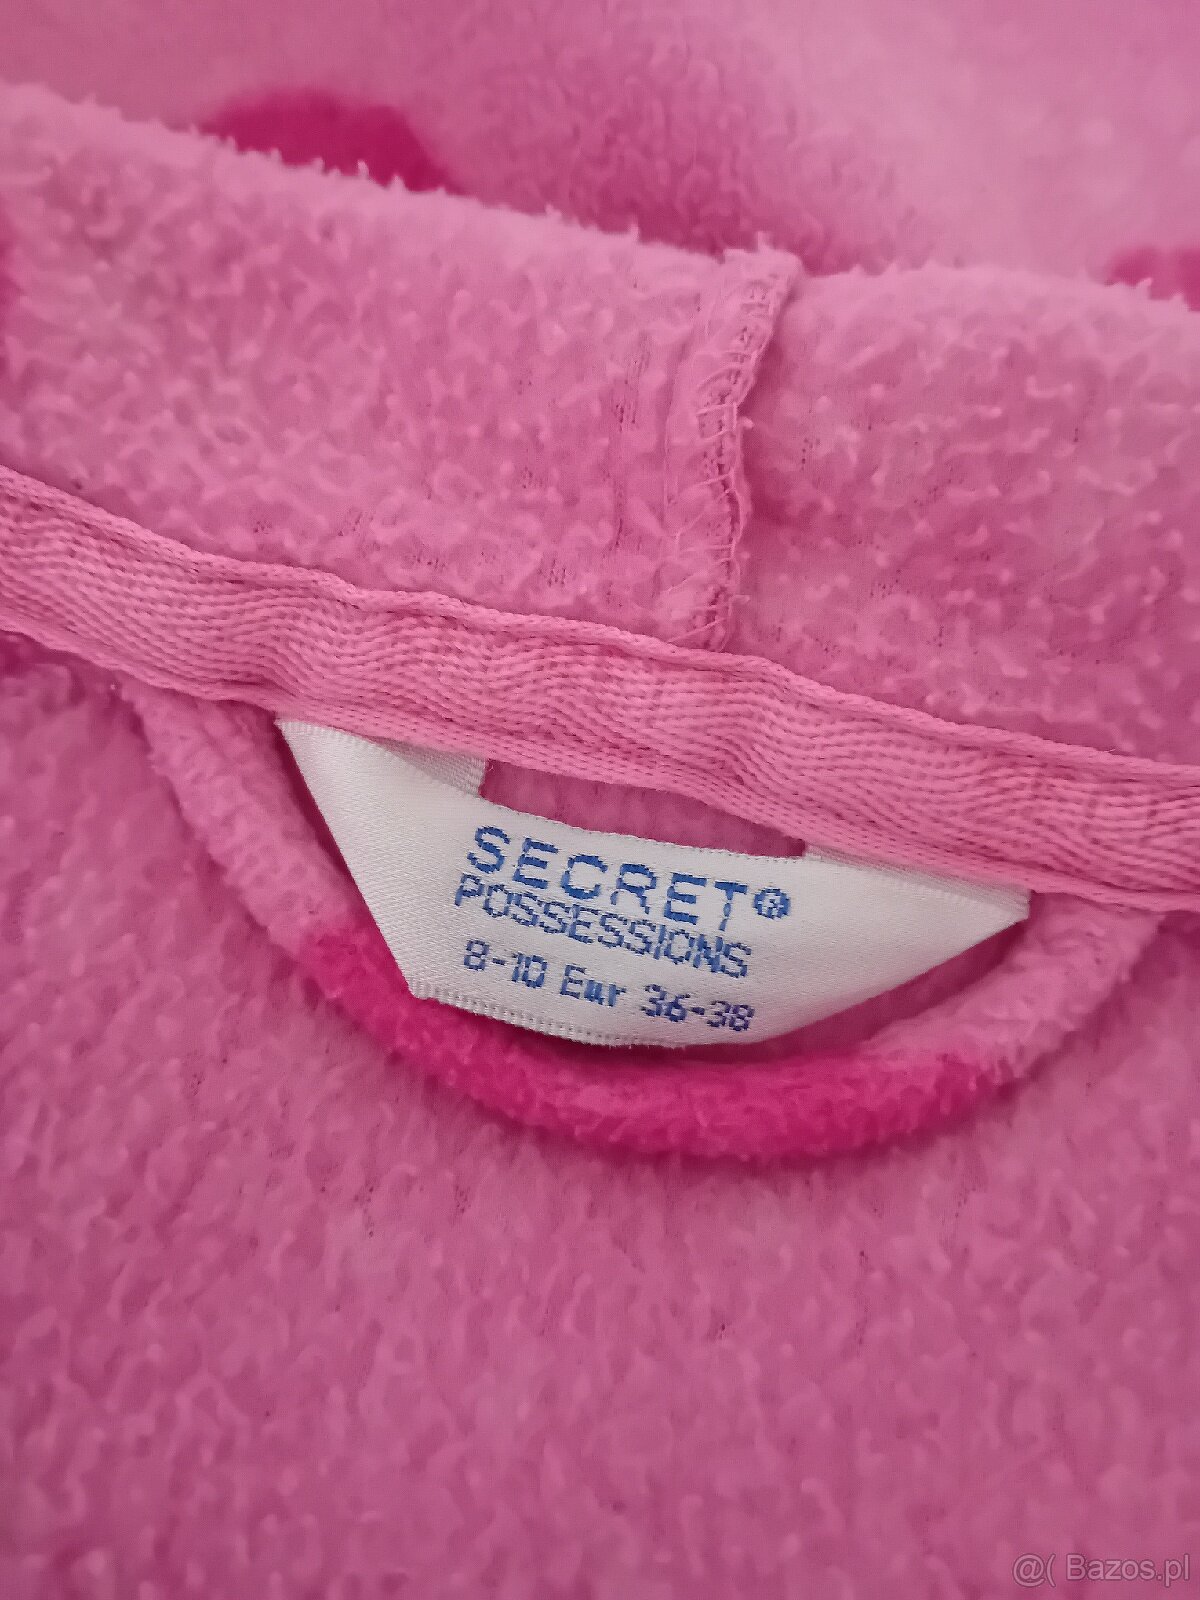 SECRET®
POSSESSIONS
8-10 Eur 36-38
@( Bazos.pl